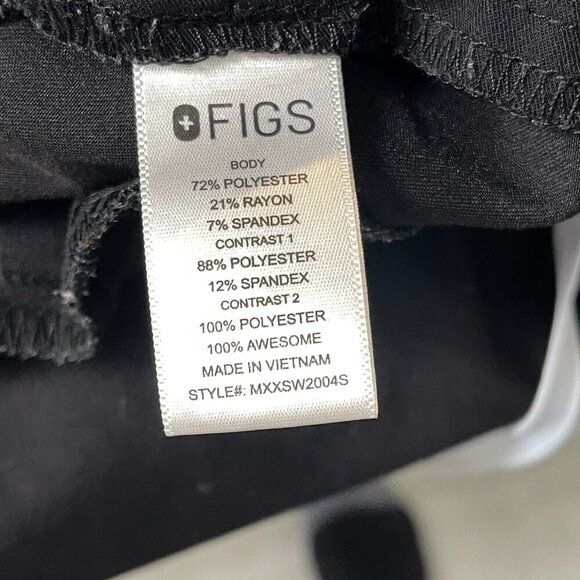 FIGS
BODY
72% POLYESTER
21% RAYON
7% SPANDEX
CONTRAST 1
88% POLYESTER
12% SPANDEX
CONTRAST 2
100% POLYESTER
100% AWESOME
MADE IN VIETNAM
STYLE#: MXXSW2004S